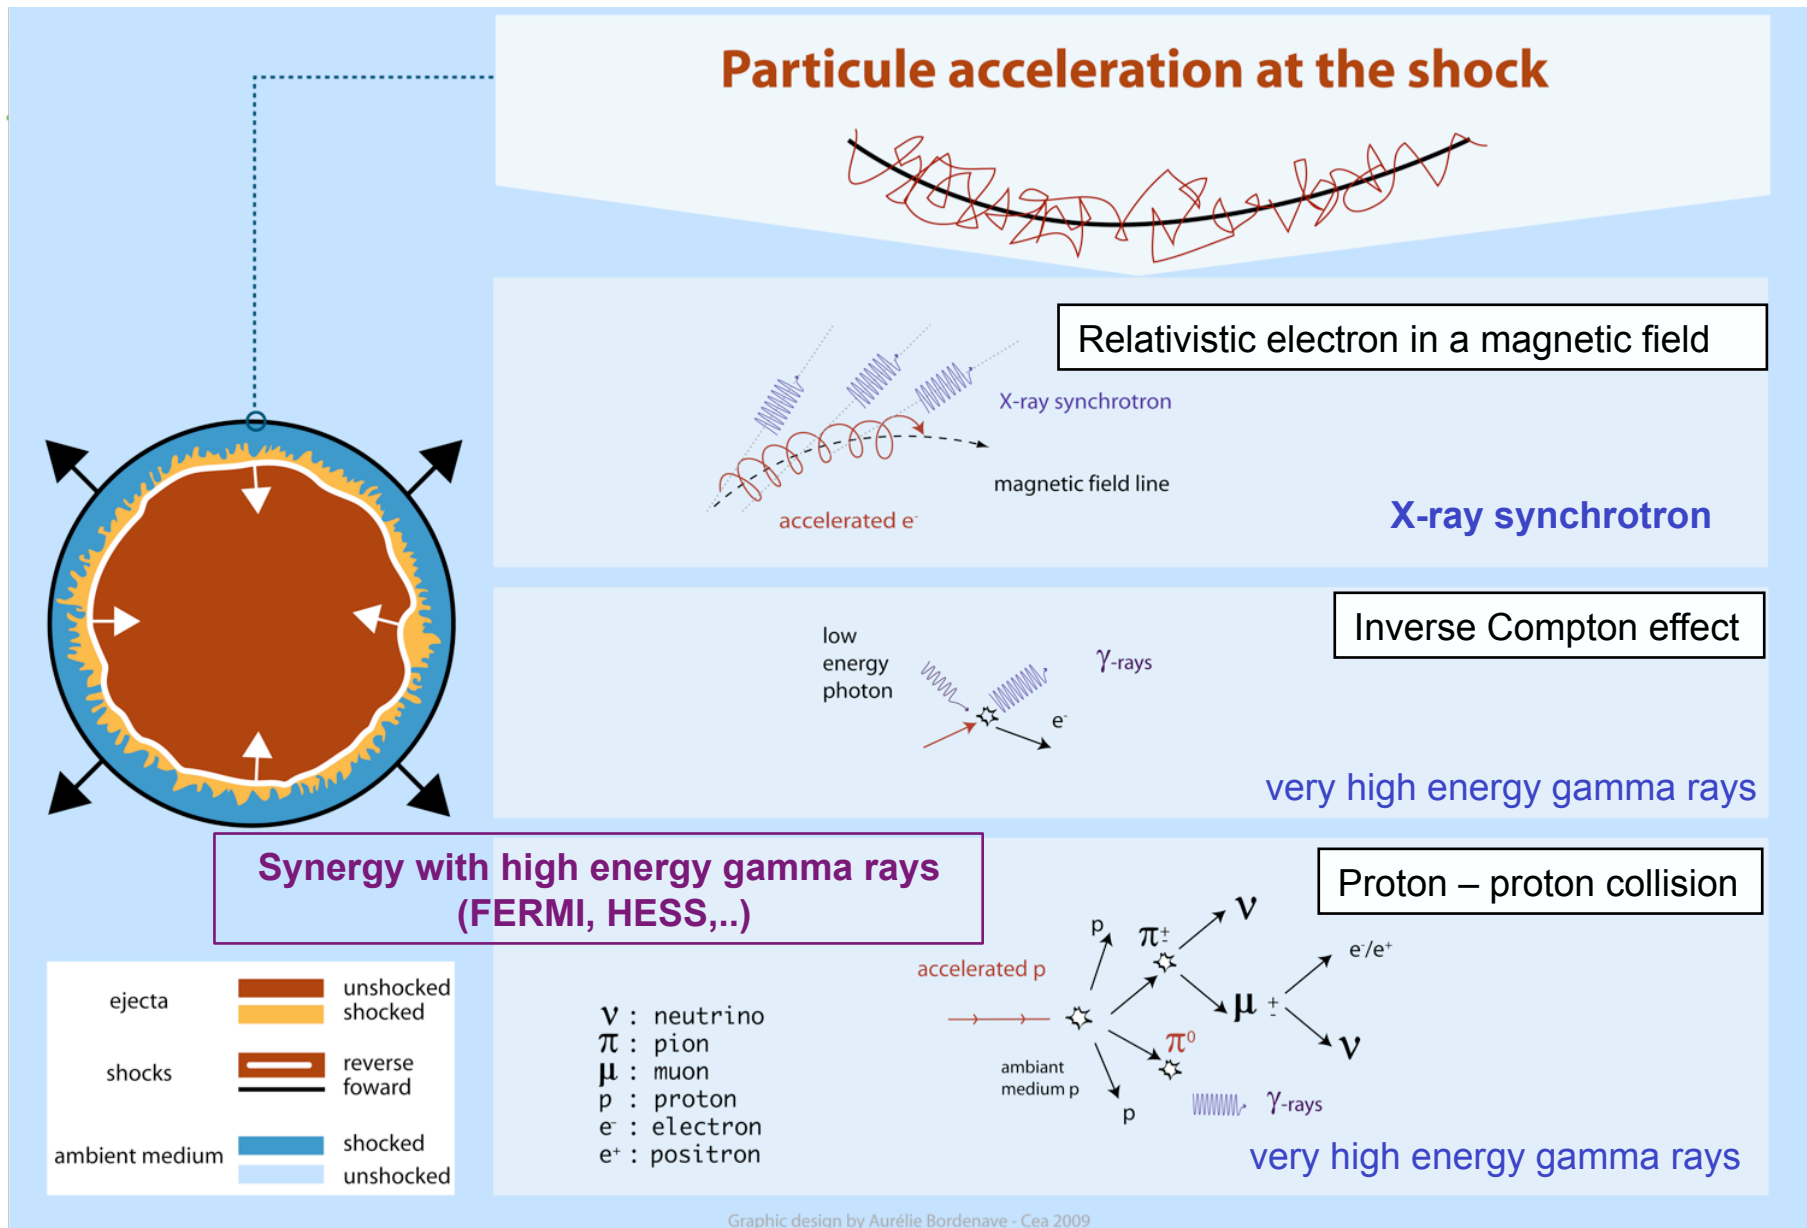 Particule acceleration at the shock
Relativistic electron in a magnetic field
X-ray synchrotron
magnetic field line
accelerated e⁻
X-ray synchrotron
Inverse Compton effect
low
energy
photon
γ-rays
e⁻
very high energy gamma rays
Synergy with high energy gamma rays
(FERMI, HESS,..)
Proton – proton collision
accelerated p
p
π±
ν
e⁻/e⁺
μ ±
ν
π⁰
ambiant
medium p
p
γ-rays
very high energy gamma rays
ν : neutrino
π : pion
μ : muon
p : proton
e⁻ : electron
e⁺ : positron
ejecta
unshocked
shocked
shocks
reverse
foward
ambient medium
shocked
unshocked
Graphic design by Aurélie Bordenave - Cea 2009